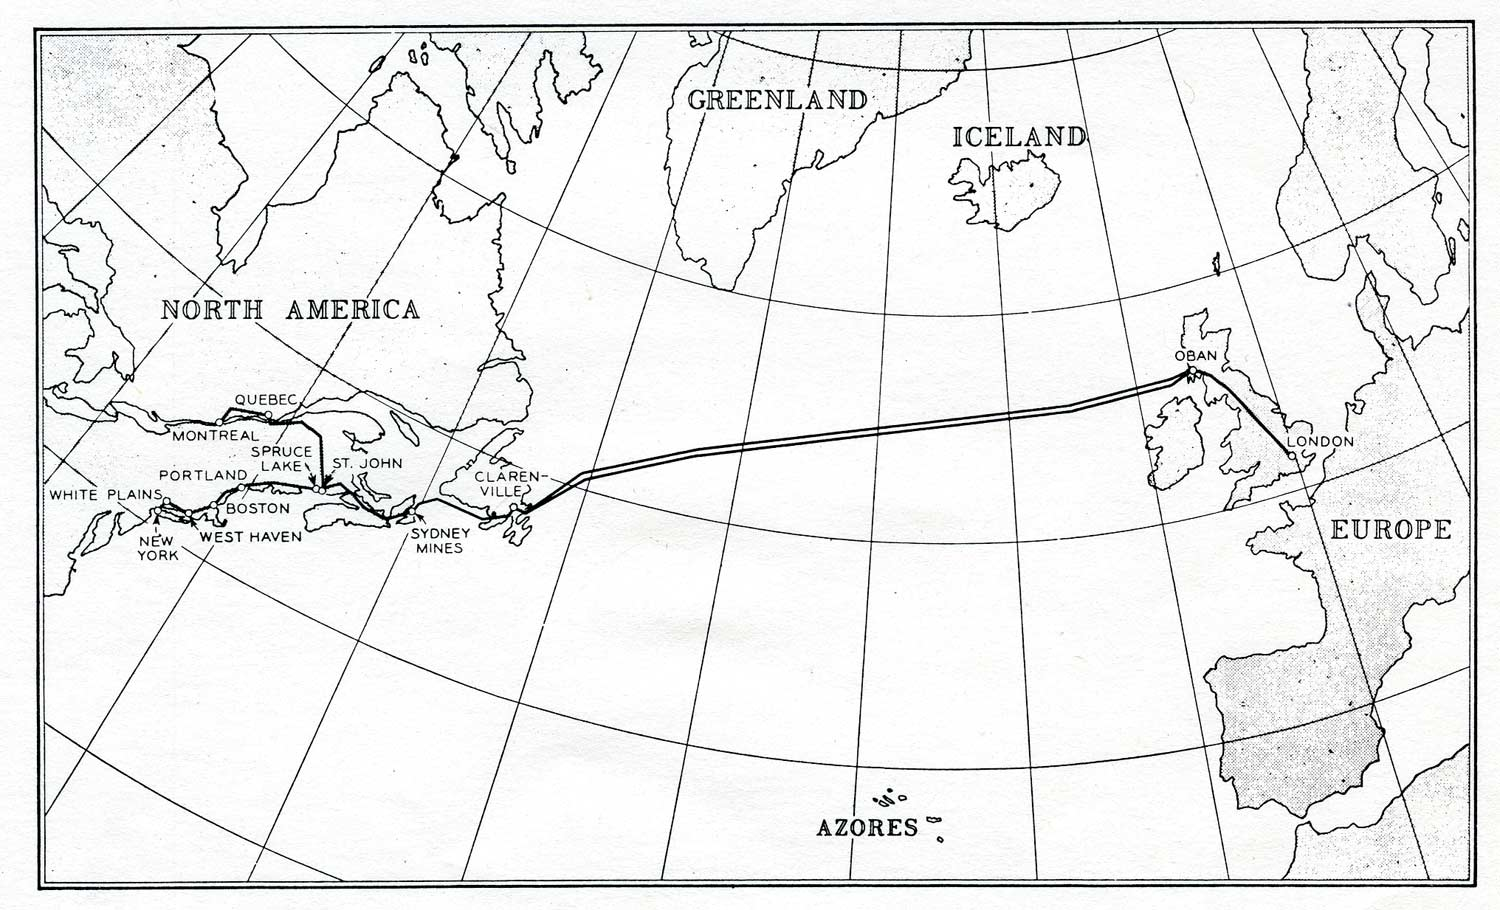 GREENLAND
ICELAND
NORTH AMERICA
OBAN
QUEBEC
MONTREAL
SPRUCE
LAKE
ST. JOHN
LONDON
PORTLAND
CLAREN-
VILLE
WHITE PLAINS
BOSTON
NEW
YORK
WEST HAVEN
SYDNEY
MINES
EUROPE
AZORES